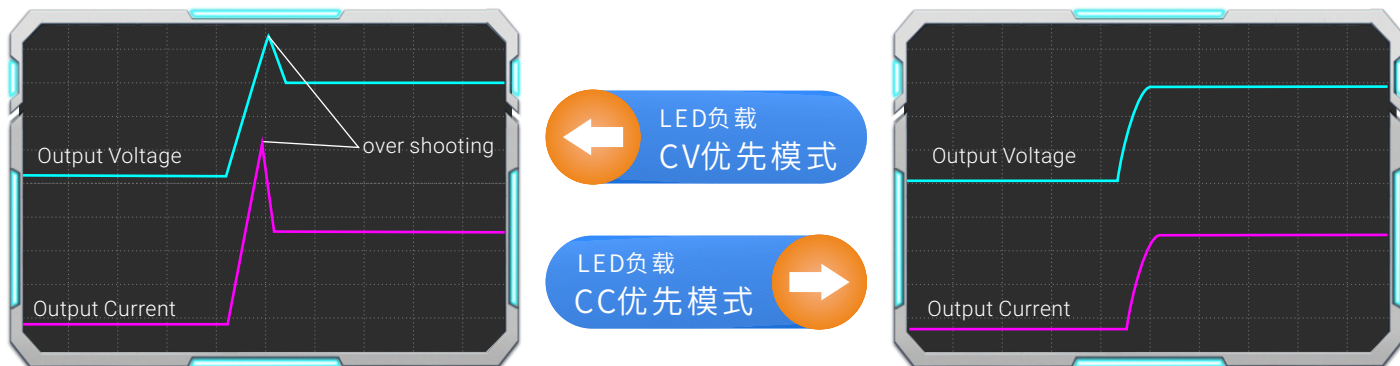 Output Voltage
over shooting
Output Current
LED负载
CV优先模式
LED负载
CC优先模式
Output Voltage
Output Current